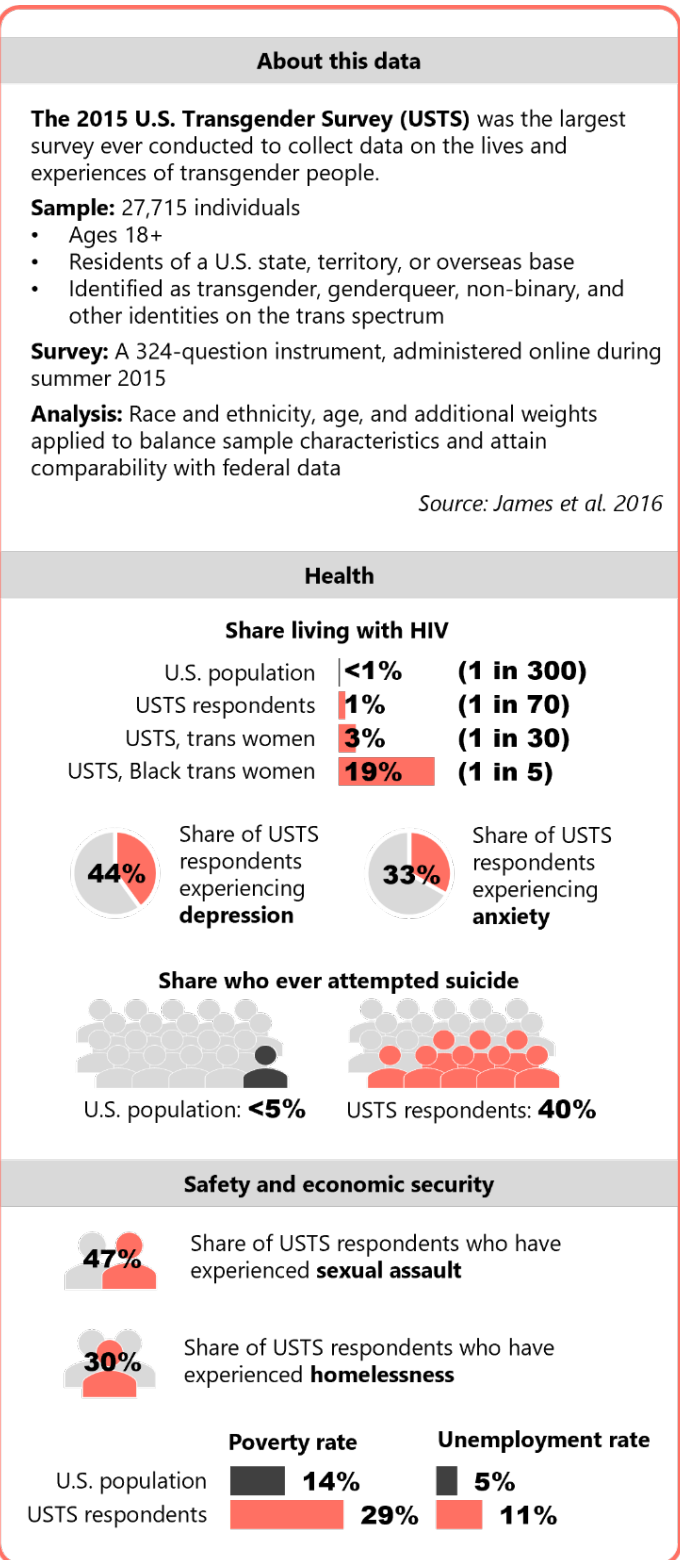 About this data
The 2015 U.S. Transgender Survey (USTS) was the largest
survey ever conducted to collect data on the lives and
experiences of transgender people.
Sample: 27,715 individuals
• Ages 18+
• Residents of a U.S. state, territory, or overseas base
• Identified as transgender, genderqueer, non-binary, and
other identities on the trans spectrum
Survey: A 324-question instrument, administered online during
summer 2015
Analysis: Race and ethnicity, age, and additional weights
applied to balance sample characteristics and attain
comparability with federal data
Source: James et al. 2016
Health
Share living with HIV
U.S. population <1% (1 in 300)
USTS respondents 1% (1 in 70)
USTS, trans women 3% (1 in 30)
USTS, Black trans women 19% (1 in 5)
44%
Share of USTS
respondents
experiencing
depression
33%
Share of USTS
respondents
experiencing
anxiety
Share who ever attempted suicide
U.S. population: <5%
USTS respondents: 40%
Safety and economic security
47%
Share of USTS respondents who have
experienced sexual assault
30%
Share of USTS respondents who have
experienced homelessness
Poverty rate Unemployment rate
U.S. population 14% 5%
USTS respondents 29% 11%